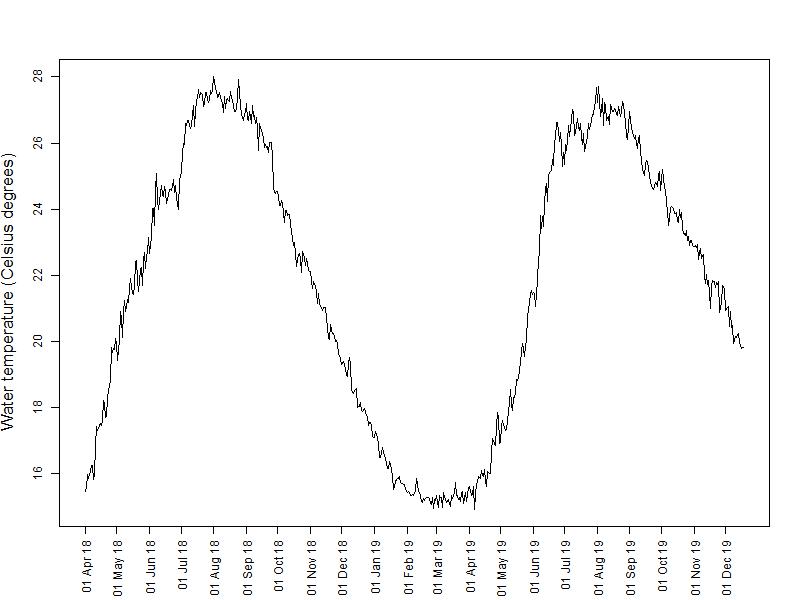 Water temperature (Celsius degrees)
28
26
24
22
20
18
16
01 Apr 18
01 May 18
01 Jun 18
01 Jul 18
01 Aug 18
01 Sep 18
01 Oct 18
01 Nov 18
01 Dec 18
01 Jan 19
01 Feb 19
01 Mar 19
01 Apr 19
01 May 19
01 Jun 19
01 Jul 19
01 Aug 19
01 Sep 19
01 Oct 19
01 Nov 19
01 Dec 19